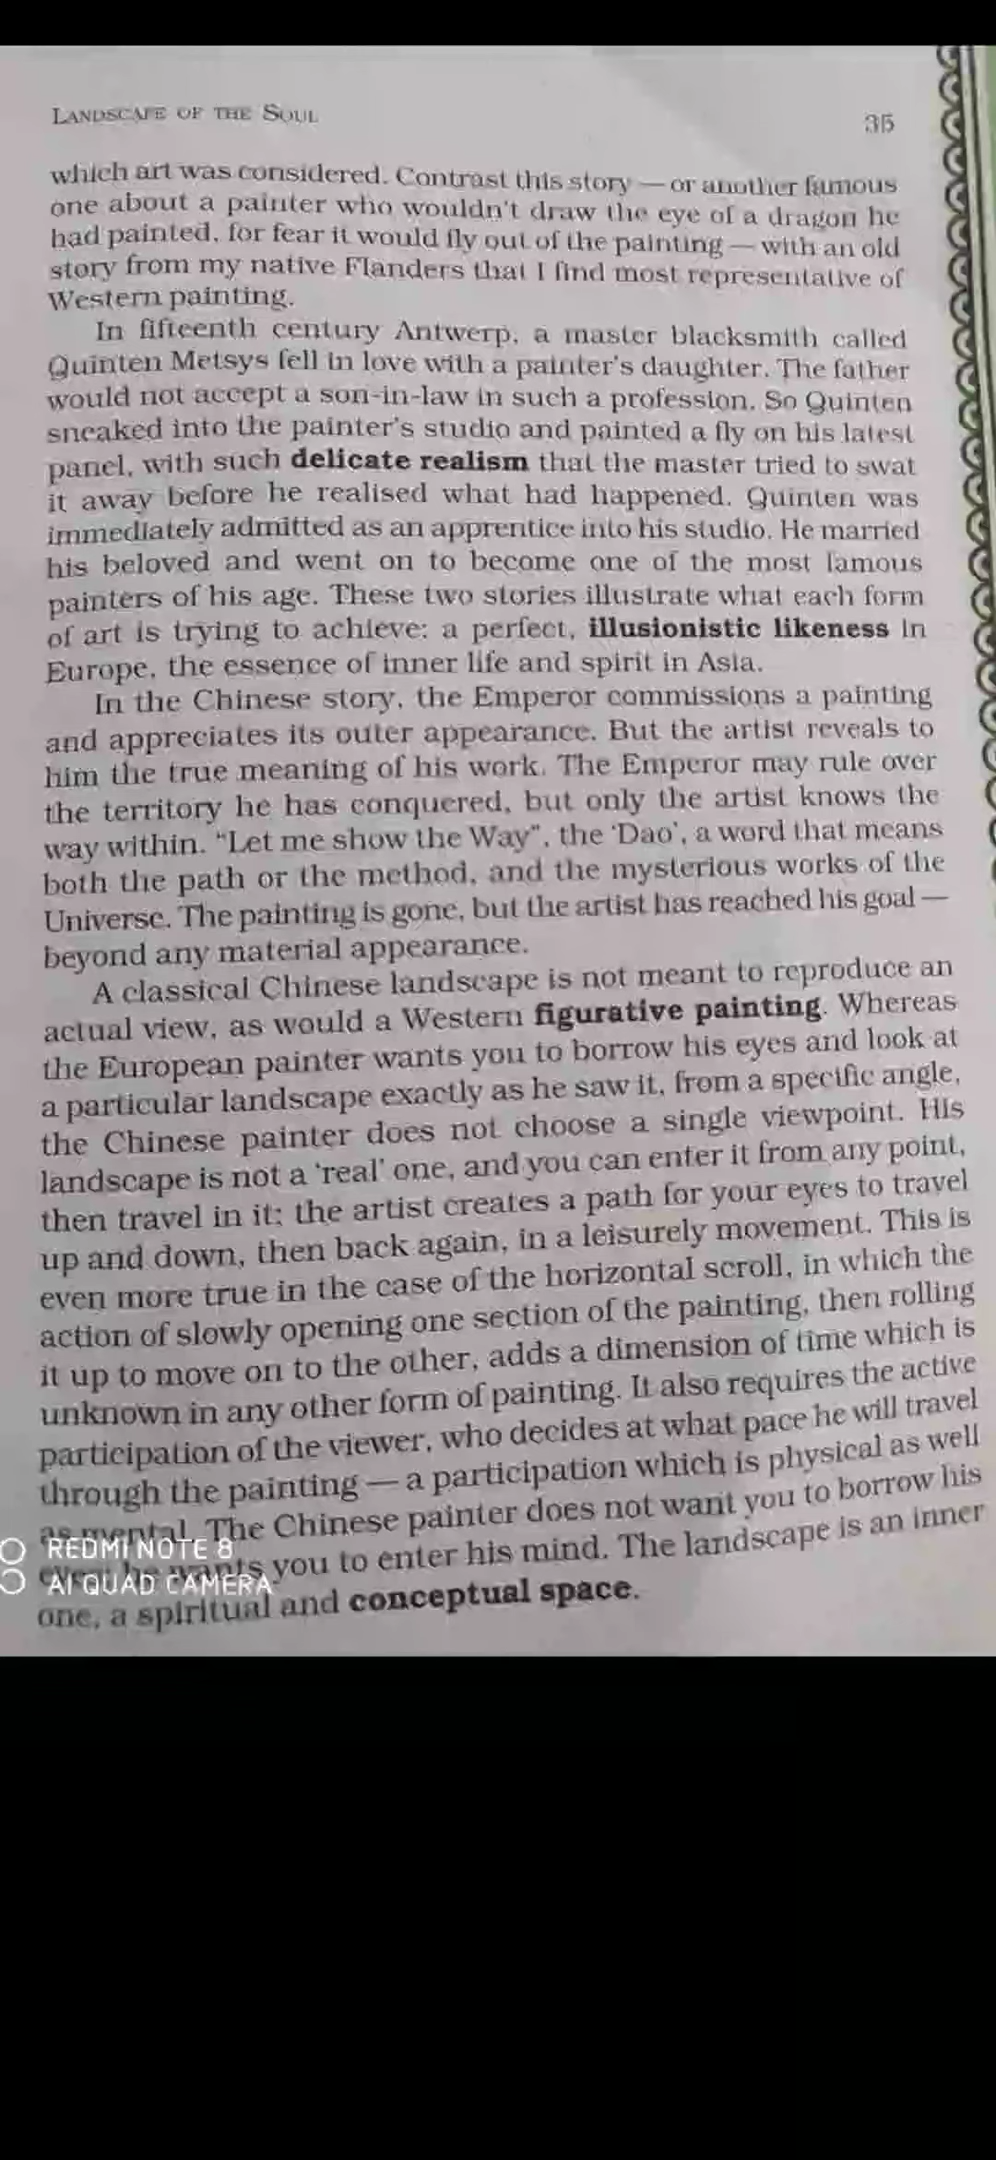 LANDSCAPE OF THE SOUL
35
which art was considered. Contrast this story — or another famous
one about a painter who wouldn't draw the eye of a dragon he
had painted, for fear it would fly out of the painting — with an old
story from my native Flanders that I find most representative of
Western painting.
In fifteenth century Antwerp, a master blacksmith called
Quinten Metsys fell in love with a painter's daughter. The father
would not accept a son-in-law in such a profession. So Quinten
sneaked into the painter's studio and painted a fly on his latest
panel, with such delicate realism that the master tried to swat
it away before he realised what had happened. Quinten was
immediately admitted as an apprentice into his studio. He married
his beloved and went on to become one of the most famous
painters of his age. These two stories illustrate what each form
of art is trying to achieve: a perfect, illusionistic likeness in
Europe, the essence of inner life and spirit in Asia.
In the Chinese story, the Emperor commissions a painting
and appreciates its outer appearance. But the artist reveals to
him the true meaning of his work. The Emperor may rule over
the territory he has conquered, but only the artist knows the
way within. “Let me show the Way”, the ‘Dao’, a word that means
both the path or the method, and the mysterious works of the
Universe. The painting is gone, but the artist has reached his goal —
beyond any material appearance.
A classical Chinese landscape is not meant to reproduce an
actual view, as would a Western figurative painting. Whereas
the European painter wants you to borrow his eyes and look at
a particular landscape exactly as he saw it, from a specific angle,
the Chinese painter does not choose a single viewpoint. His
landscape is not a ‘real’ one, and you can enter it from any point,
then travel in it; the artist creates a path for your eyes to travel
up and down, then back again, in a leisurely movement. This is
even more true in the case of the horizontal scroll, in which the
action of slowly opening one section of the painting, then rolling
it up to move on to the other, adds a dimension of time which is
unknown in any other form of painting. It also requires the active
participation of the viewer, who decides at what pace he will travel
through the painting — a participation which is physical as well
as mental. The Chinese painter does not want you to borrow his
eyes; he wants you to enter his mind. The landscape is an inner
one, a spiritual and conceptual space.
REDMI NOTE 8
AI QUAD CAMERA